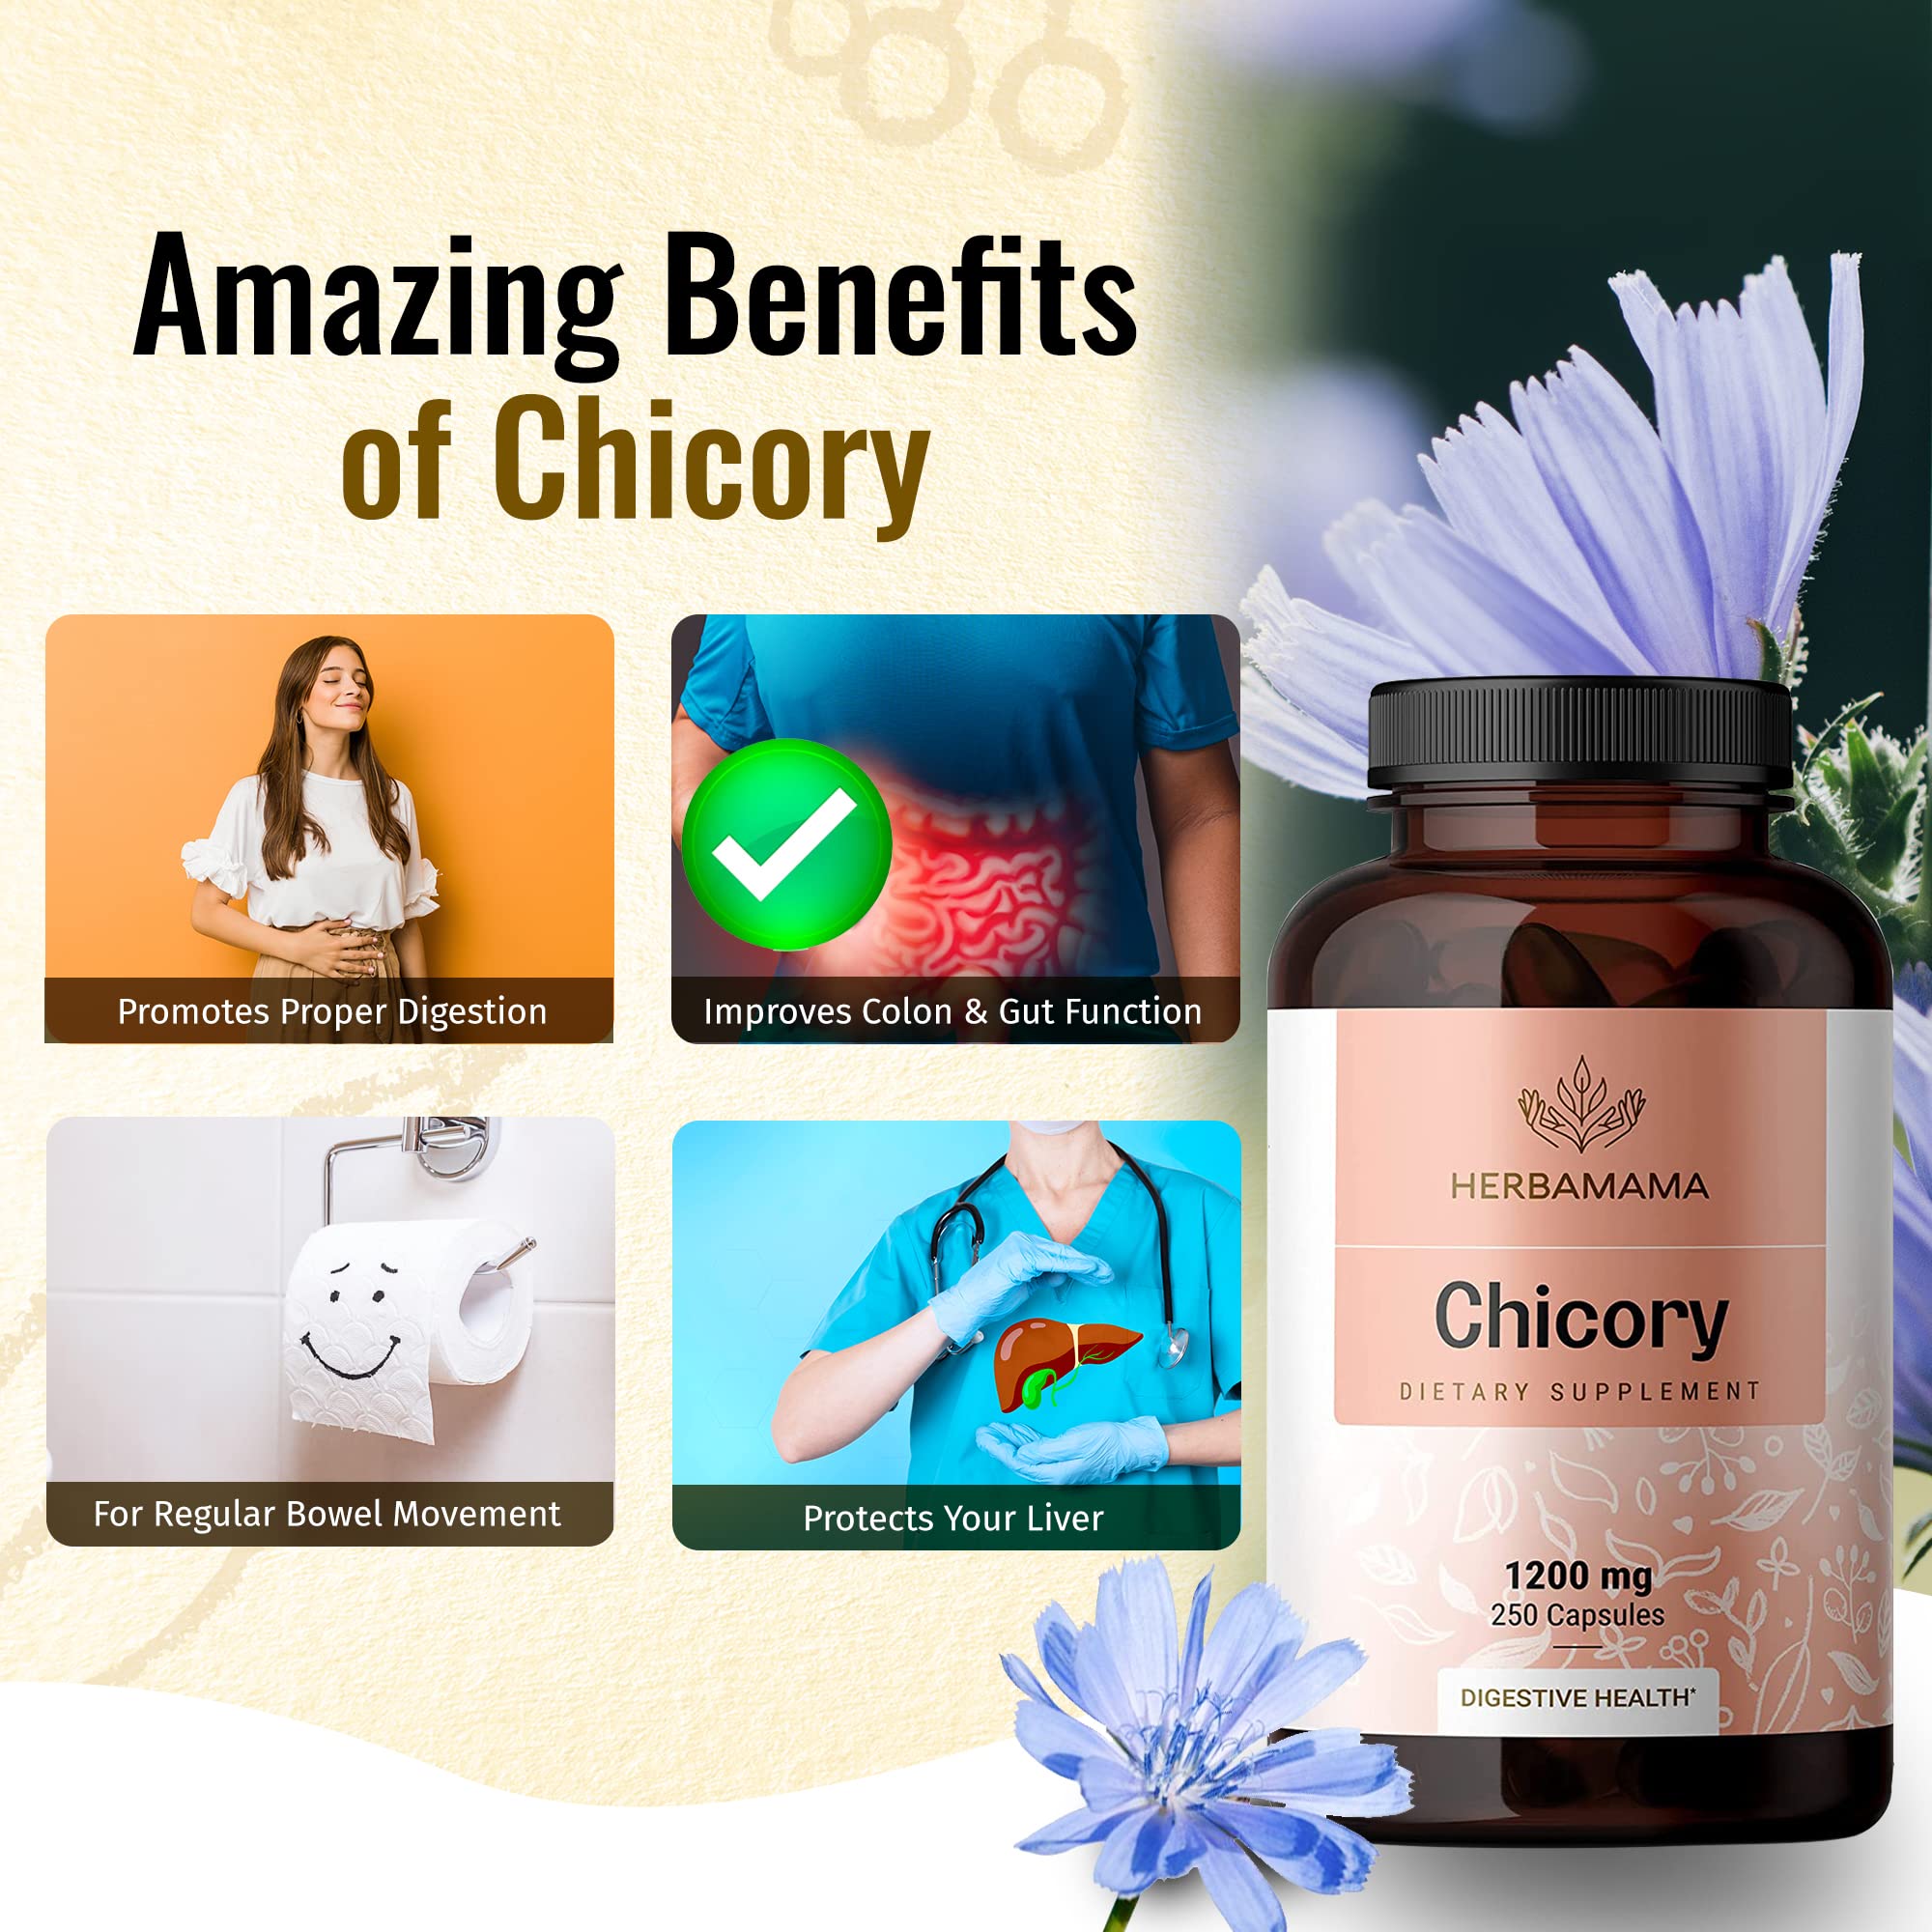 Amazing Benefits
of Chicory
Promotes Proper Digestion
Improves Colon & Gut Function
For Regular Bowel Movement
Protects Your Liver
HERBAMAMA
Chicory
DIETARY SUPPLEMENT
1200 mg
250 Capsules
DIGESTIVE HEALTH*